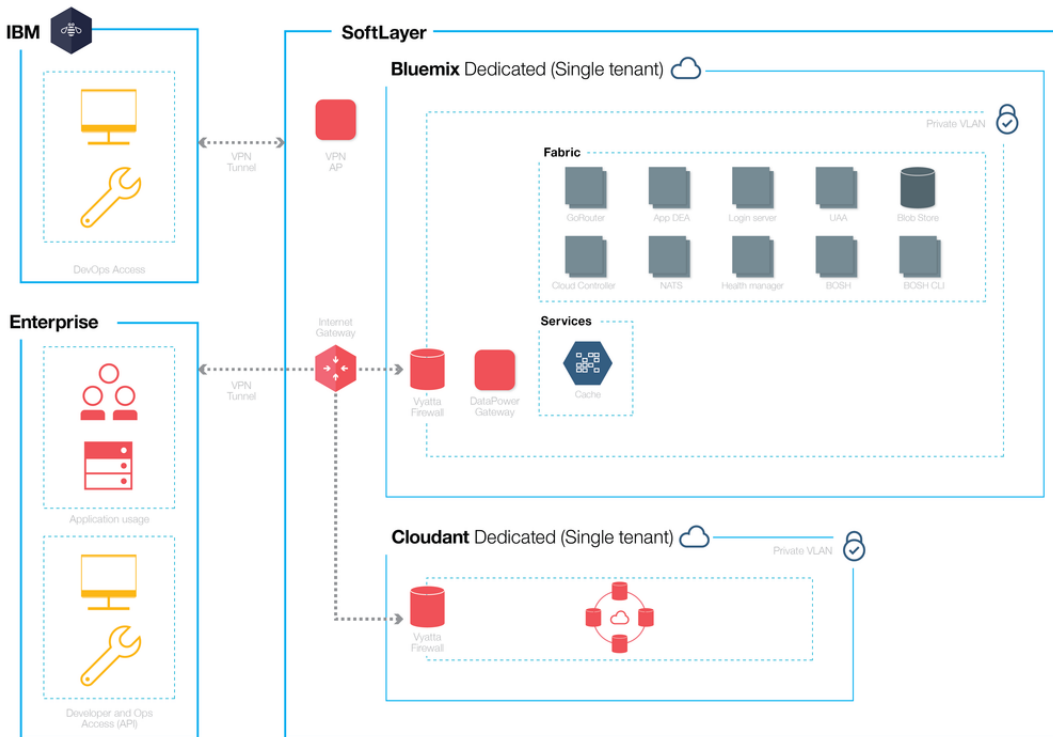 IBM
SoftLayer
Bluemix Dedicated (Single tenant)
Private VLAN
VPN
Tunnel
VPN
AP
Fabric
GoRouter
App DEA
Login server
UAA
Blob Store
Cloud Controller
NATS
Health manager
BOSH
BOSH CLI
DevOps Access
Enterprise
Internet
Gateway
Services
VPN
Tunnel
Vyatta
Firewall
DataPower
Gateway
Cache
Application usage
Cloudant Dedicated (Single tenant)
Private VLAN
Vyatta
Firewall
Developer and Ops
Access (API)